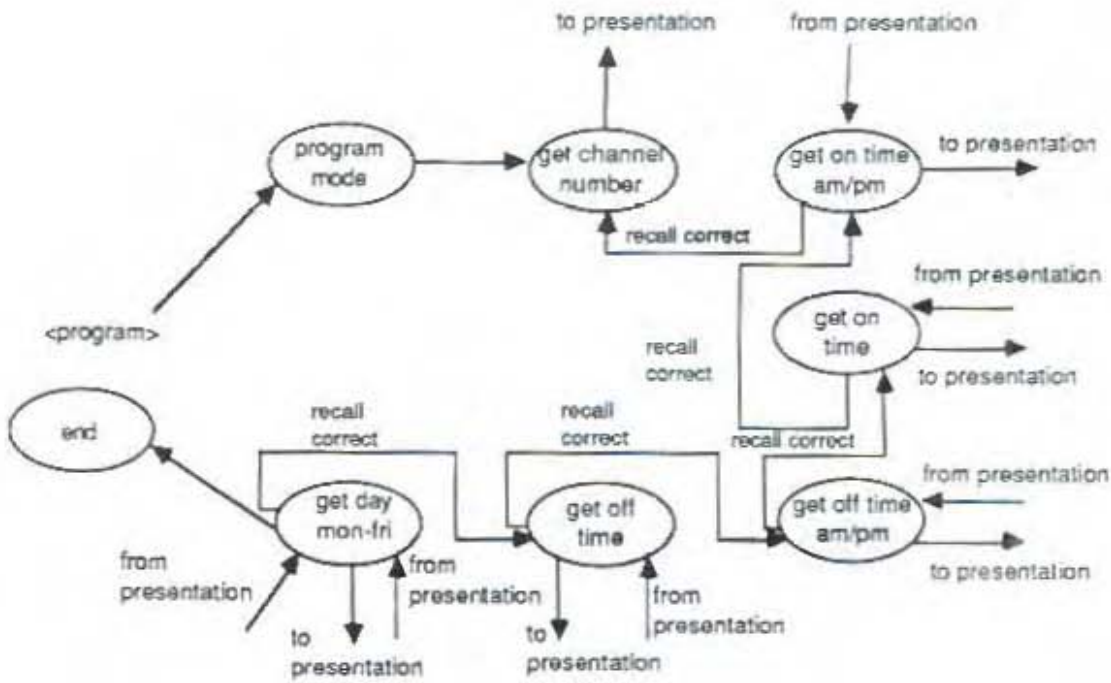 to presentation
from presentation
program
mode
get channel
number
get on time
am/pm
to presentation
recall correct
from presentation
<program>
get on
time
recall
correct
to presentation
end
recall
correct
recall
correct
recall correct
from presentation
get day
mon-fri
get off
time
get off time
am/pm
from
presentation
from
presentation
from
presentation
to presentation
to
presentation
to
presentation